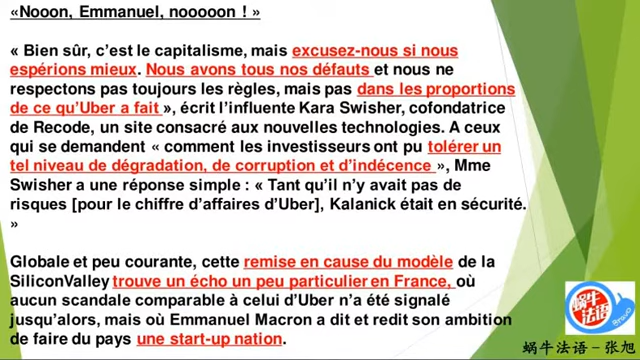 «Nooon, Emmanuel, nooooon ! »
« Bien sûr, c’est le capitalisme, mais excusez-nous si nous
espérions mieux. Nous avons tous nos défauts et nous ne
respectons pas toujours les règles, mais pas dans les proportions
de ce qu’Uber a fait », écrit l’influente Kara Swisher, cofondatrice
de Recode, un site consacré aux nouvelles technologies. A ceux
qui se demandent « comment les investisseurs ont pu tolérer un
tel niveau de dégradation, de corruption et d’indécence », Mme
Swisher a une réponse simple : « Tant qu’il n’y avait pas de
risques [pour le chiffre d’affaires d’Uber], Kalanick était en sécurité.
»
Globale et peu courante, cette remise en cause du modèle de la
SiliconValley trouve un écho un peu particulier en France, où
aucun scandale comparable à celui d’Uber n’a été signalé
jusqu’alors, mais où Emmanuel Macron a dit et redit son ambition
de faire du pays une start-up nation.
蜗牛
法语
蜗牛法语－张旭